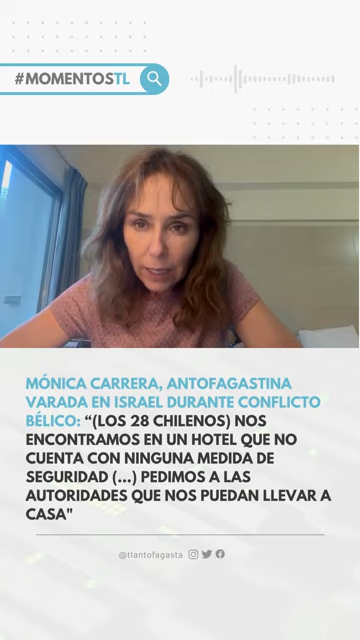 #MOMENTOSTL
MÓNICA CARRERA, ANTOFAGASTINA
VARADA EN ISRAEL DURANTE CONFLICTO
BÉLICO: “(LOS 28 CHILENOS) NOS
ENCONTRAMOS EN UN HOTEL QUE NO
CUENTA CON NINGUNA MEDIDA DE
SEGURIDAD (...) PEDIMOS A LAS
AUTORIDADES QUE NOS PUEDAN LLEVAR A
CASA"
@tlantofagasta